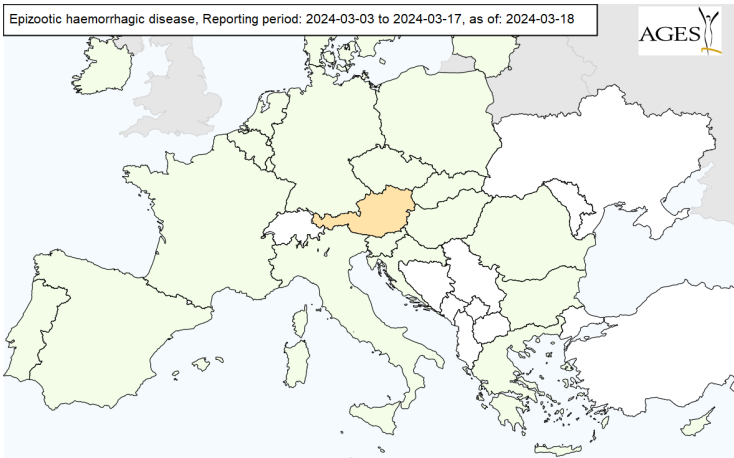 Epizootic haemorrhagic disease, Reporting period: 2024-03-03 to 2024-03-17, as of: 2024-03-18
AGES